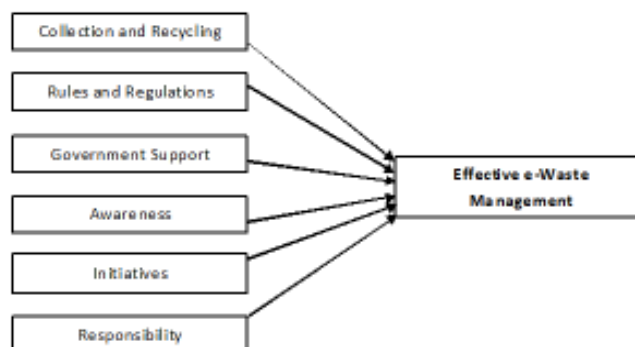 Collection and Recycling
Rules and Regulations
Government Support
Awareness
Initiatives
Responsibility
Effective e-Waste
Management